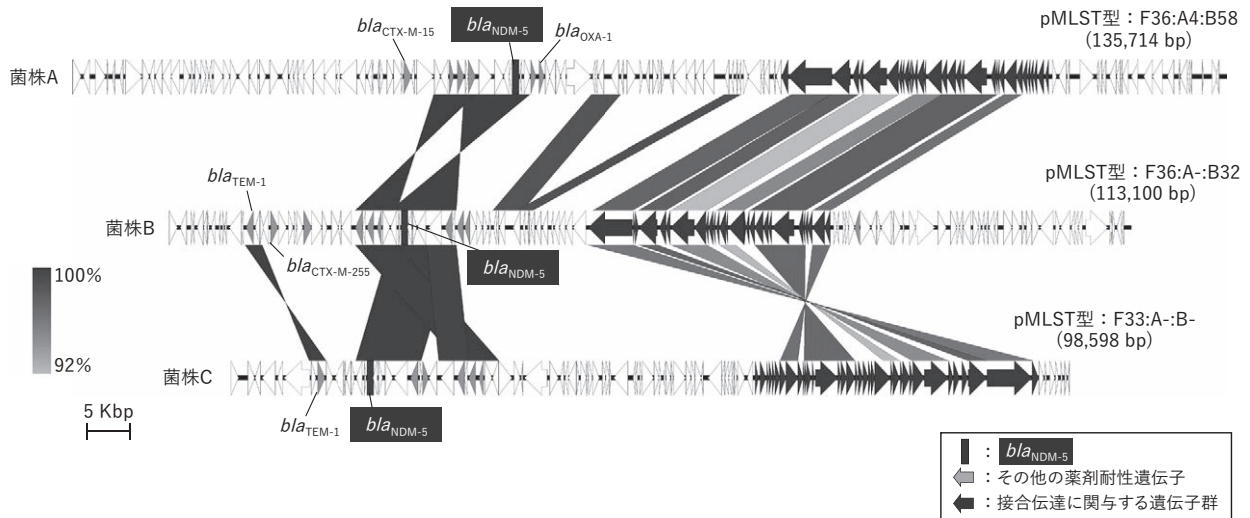 pMLST型：F36:A4:B58
(135,714 bp)
blaCTX-M-15
blaNDM-5
blaOXA-1
菌株A
pMLST型：F36:A-:B32
(113,100 bp)
blaTEM-1
菌株B
blaCTX-M-255
blaNDM-5
100%
92%
pMLST型：F33:A-:B-
(98,598 bp)
菌株C
5 Kbp
blaTEM-1
blaNDM-5
：blaNDM-5
：その他の薬剤耐性遺伝子
：接合伝達に関与する遺伝子群